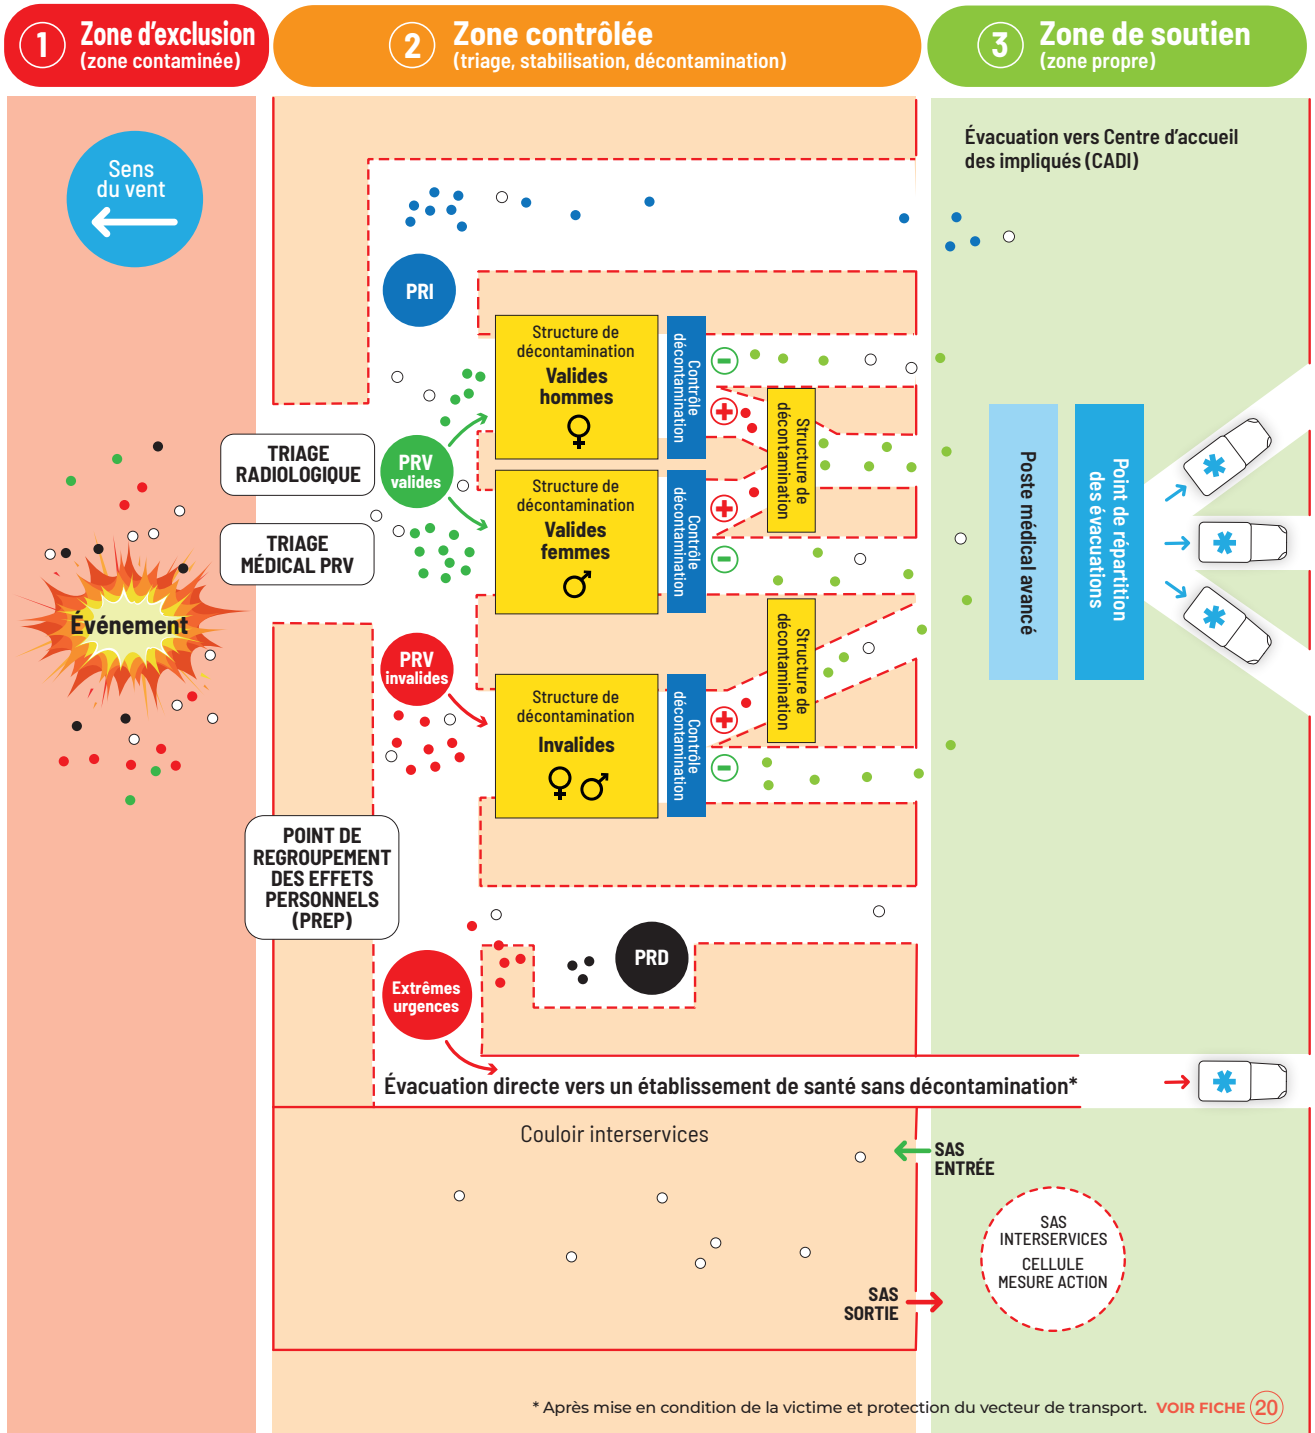 1
Zone d'exclusion
(zone contaminée)
2
Zone contrôlée
(triage, stabilisation, décontamination)
3
Zone de soutien
(zone propre)
Sens
du vent
Évacuation vers Centre d'accueil
des impliqués (CADI)
PRI
Structure de
décontamination
Valides
hommes
Contrôle
décontamination
Structure de
décontamination
TRIAGE
RADIOLOGIQUE
PRV
valides
TRIAGE
MÉDICAL PRV
Structure de
décontamination
Valides
femmes
Contrôle
décontamination
Poste médical avancé
Point de répartition
des évacuations
Événement
PRV
invalides
Structure de
décontamination
Invalides
Contrôle
décontamination
Structure de
décontamination
POINT DE
REGROUPEMENT
DES EFFETS
PERSONNELS
(PREP)
PRD
Extrêmes
urgences
Évacuation directe vers un établissement de santé sans décontamination*
Couloir interservices
SAS
ENTRÉE
SAS
INTERSERVICES
CELLULE
MESURE ACTION
SAS
SORTIE
* Après mise en condition de la victime et protection du vecteur de transport. VOIR FICHE 20